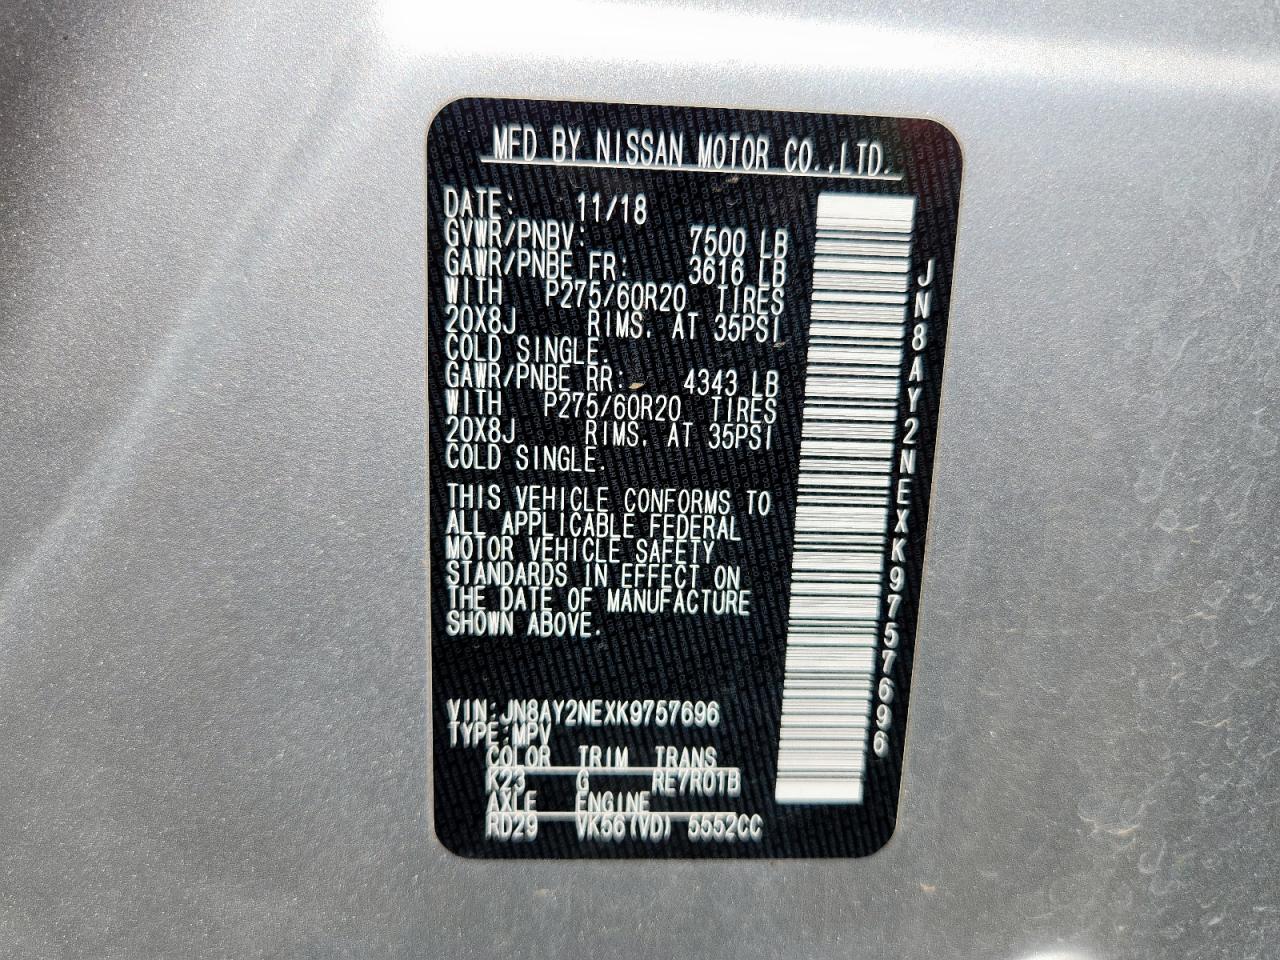 MFD BY NISSAN MOTOR CO.,LTD.
DATE: 11/18
GVWR/PNBV: 7500 LB
GAWR/PNBE FR: 3616 LB
WITH P275/60R20 TIRES
20X8J RIMS, AT 35PSI
COLD SINGLE.
GAWR/PNBE RR: 4343 LB
WITH P275/60R20 TIRES
20X8J RIMS, AT 35PSI
COLD SINGLE.
THIS VEHICLE CONFORMS TO
ALL APPLICABLE FEDERAL
MOTOR VEHICLE SAFETY
STANDARDS IN EFFECT ON
THE DATE OF MANUFACTURE
SHOWN ABOVE.
VIN:JN8AY2NEXK9757696
TYPE:MPV
COLOR TRIM TRANS
K23 G RE7R01B
AXLE ENGINE
RD29 VK56(VD) 5552CC
JN8AY2NEXK9757696